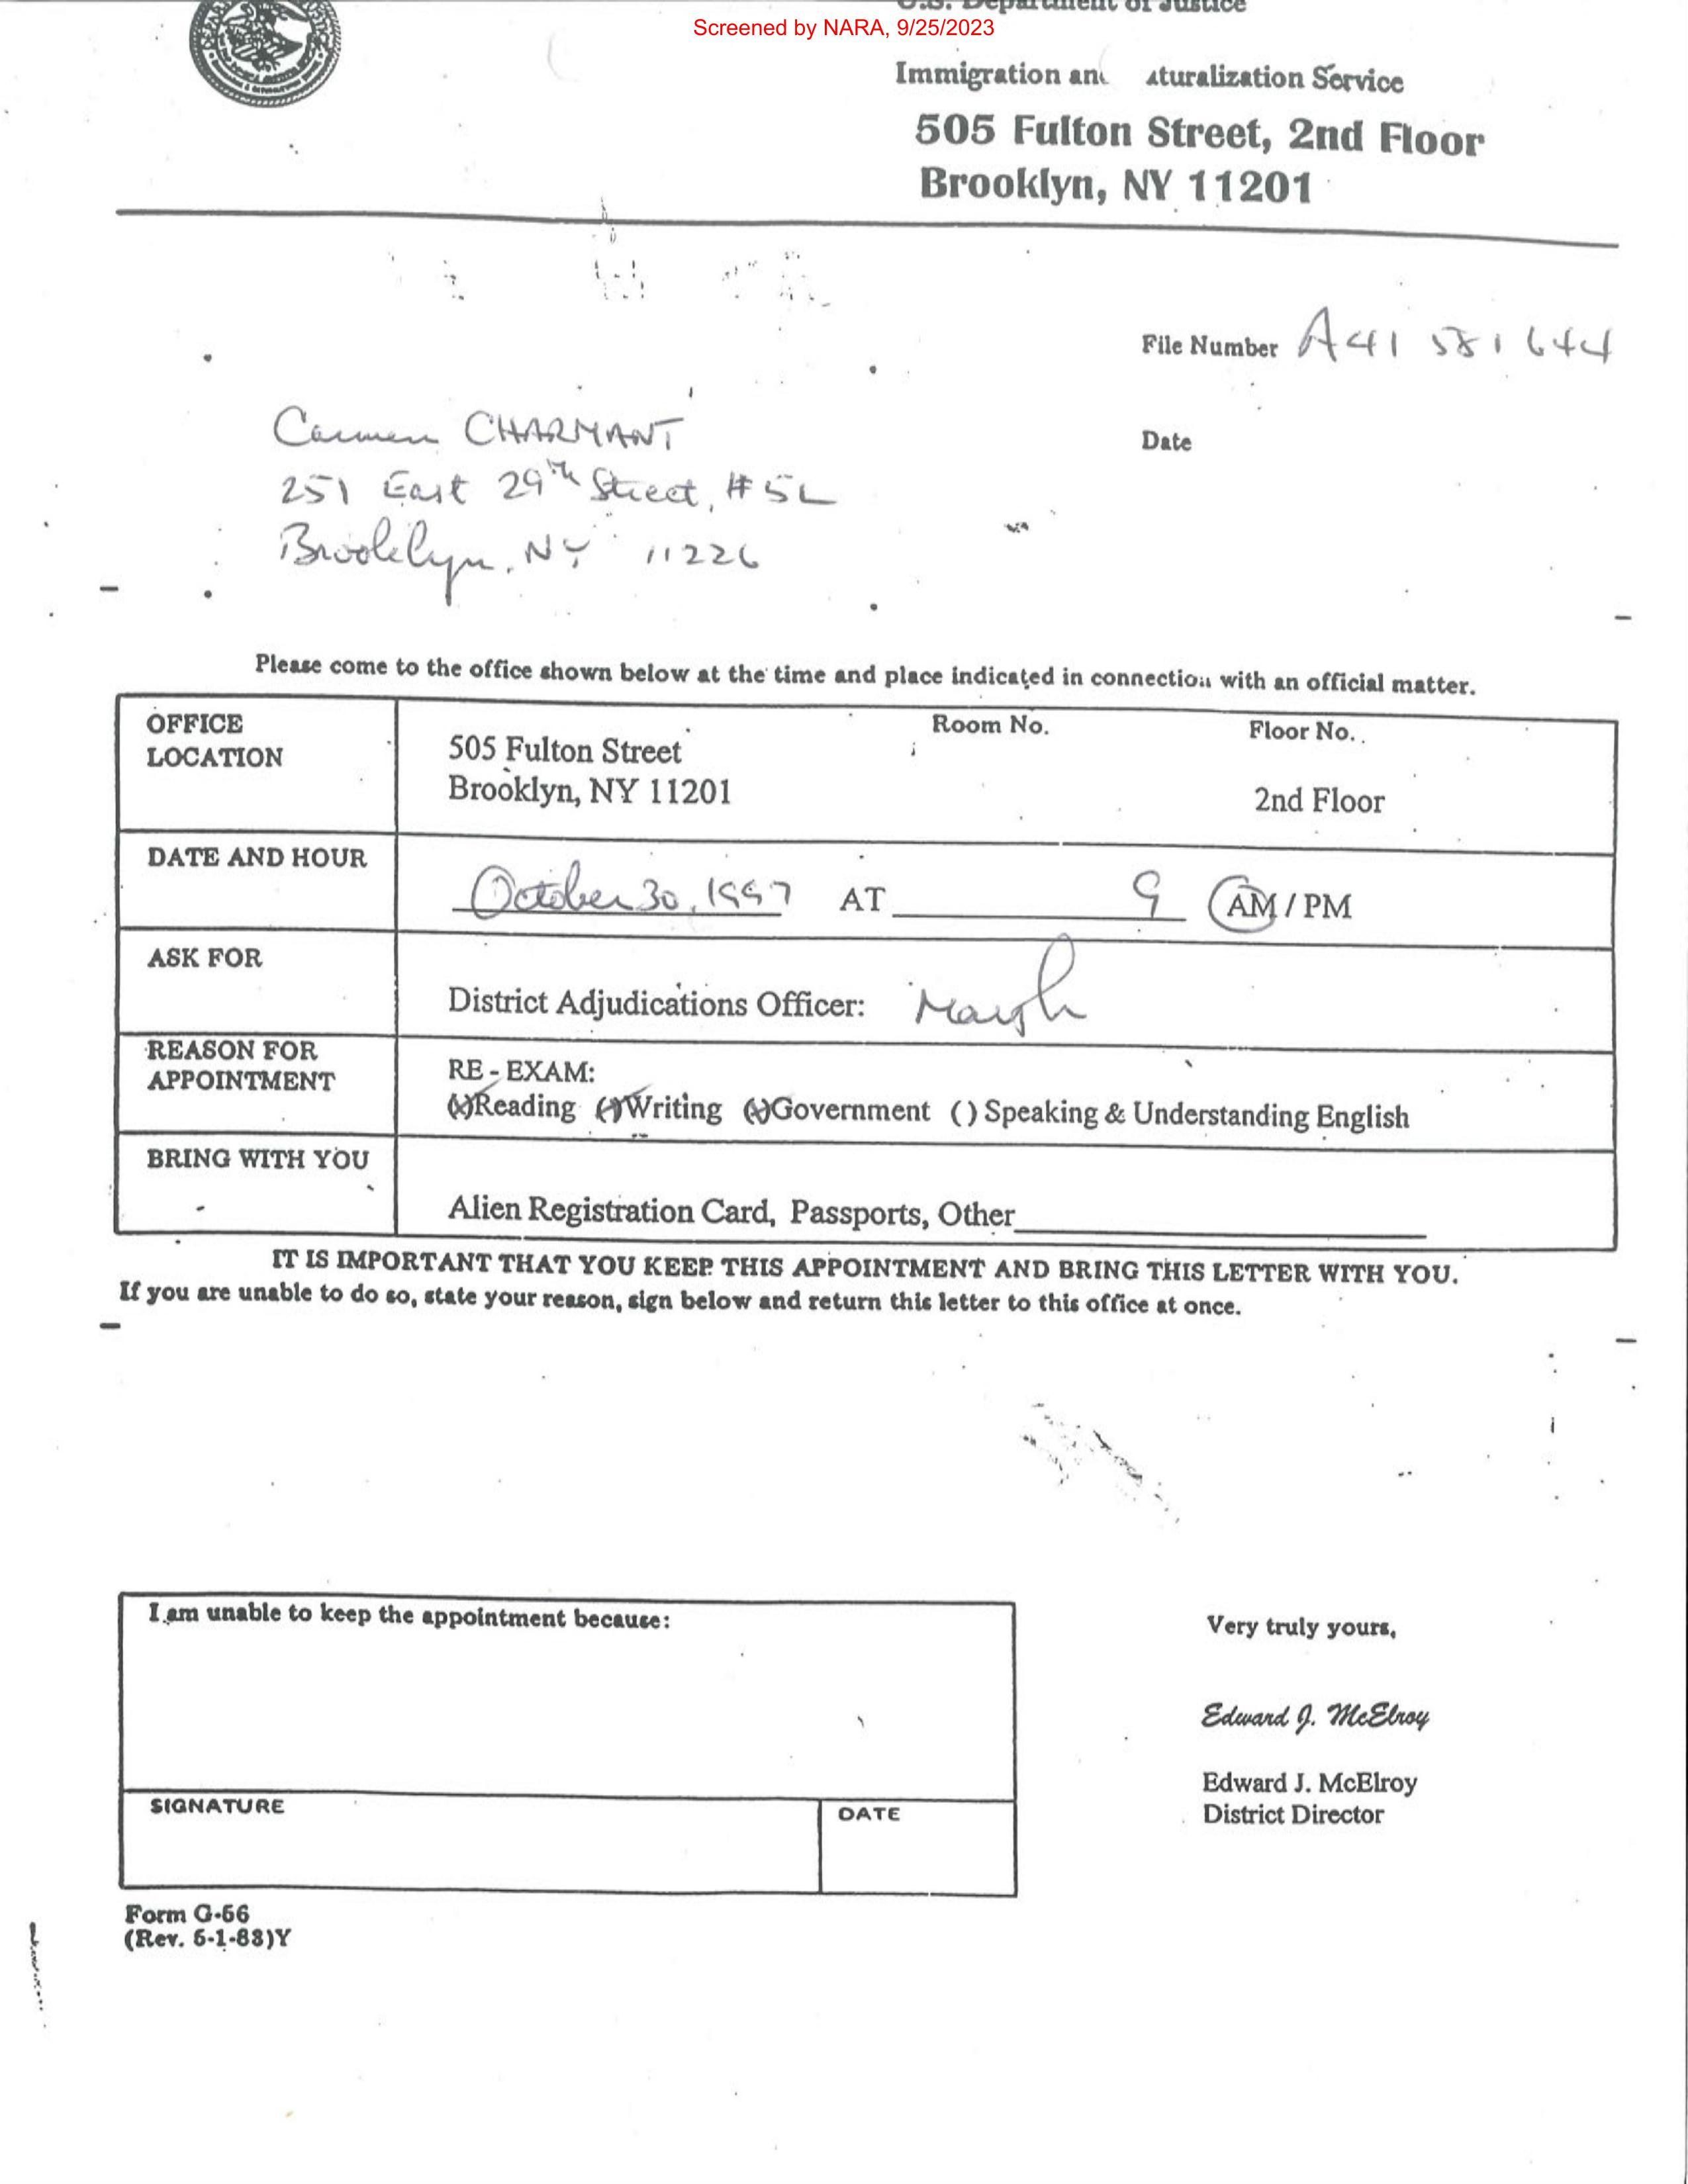 U.S. Department of Justice
Screened by NARA, 9/25/2023
Immigration an aturalization Service
505 Fulton Street, 2nd Floor
Brooklyn, NY 11201
File Number A41 581 644
Carmen CHARMANT
Date
251 East 29th Street, #5L
Brooklyn, NY 11226
Please come to the office shown below at the time and place indicated in connection with an official matter.
OFFICE LOCATION
Room No.
Floor No.
505 Fulton Street
Brooklyn, NY 11201
2nd Floor
DATE AND HOUR
October 30, 1997 AT 9 AM / PM
ASK FOR
District Adjudications Officer:
REASON FOR APPOINTMENT
RE - EXAM:
(x)Reading (x)Writing (x)Government ( ) Speaking & Understanding English
BRING WITH YOU
Alien Registration Card, Passports, Other
IT IS IMPORTANT THAT YOU KEEP THIS APPOINTMENT AND BRING THIS LETTER WITH YOU.
If you are unable to do so, state your reason, sign below and return this letter to this office at once.
I am unable to keep the appointment because:
Very truly yours,
Edward J. McElroy
Edward J. McElroy
District Director
SIGNATURE
DATE
Form G-56
(Rev. 5-1-83)Y